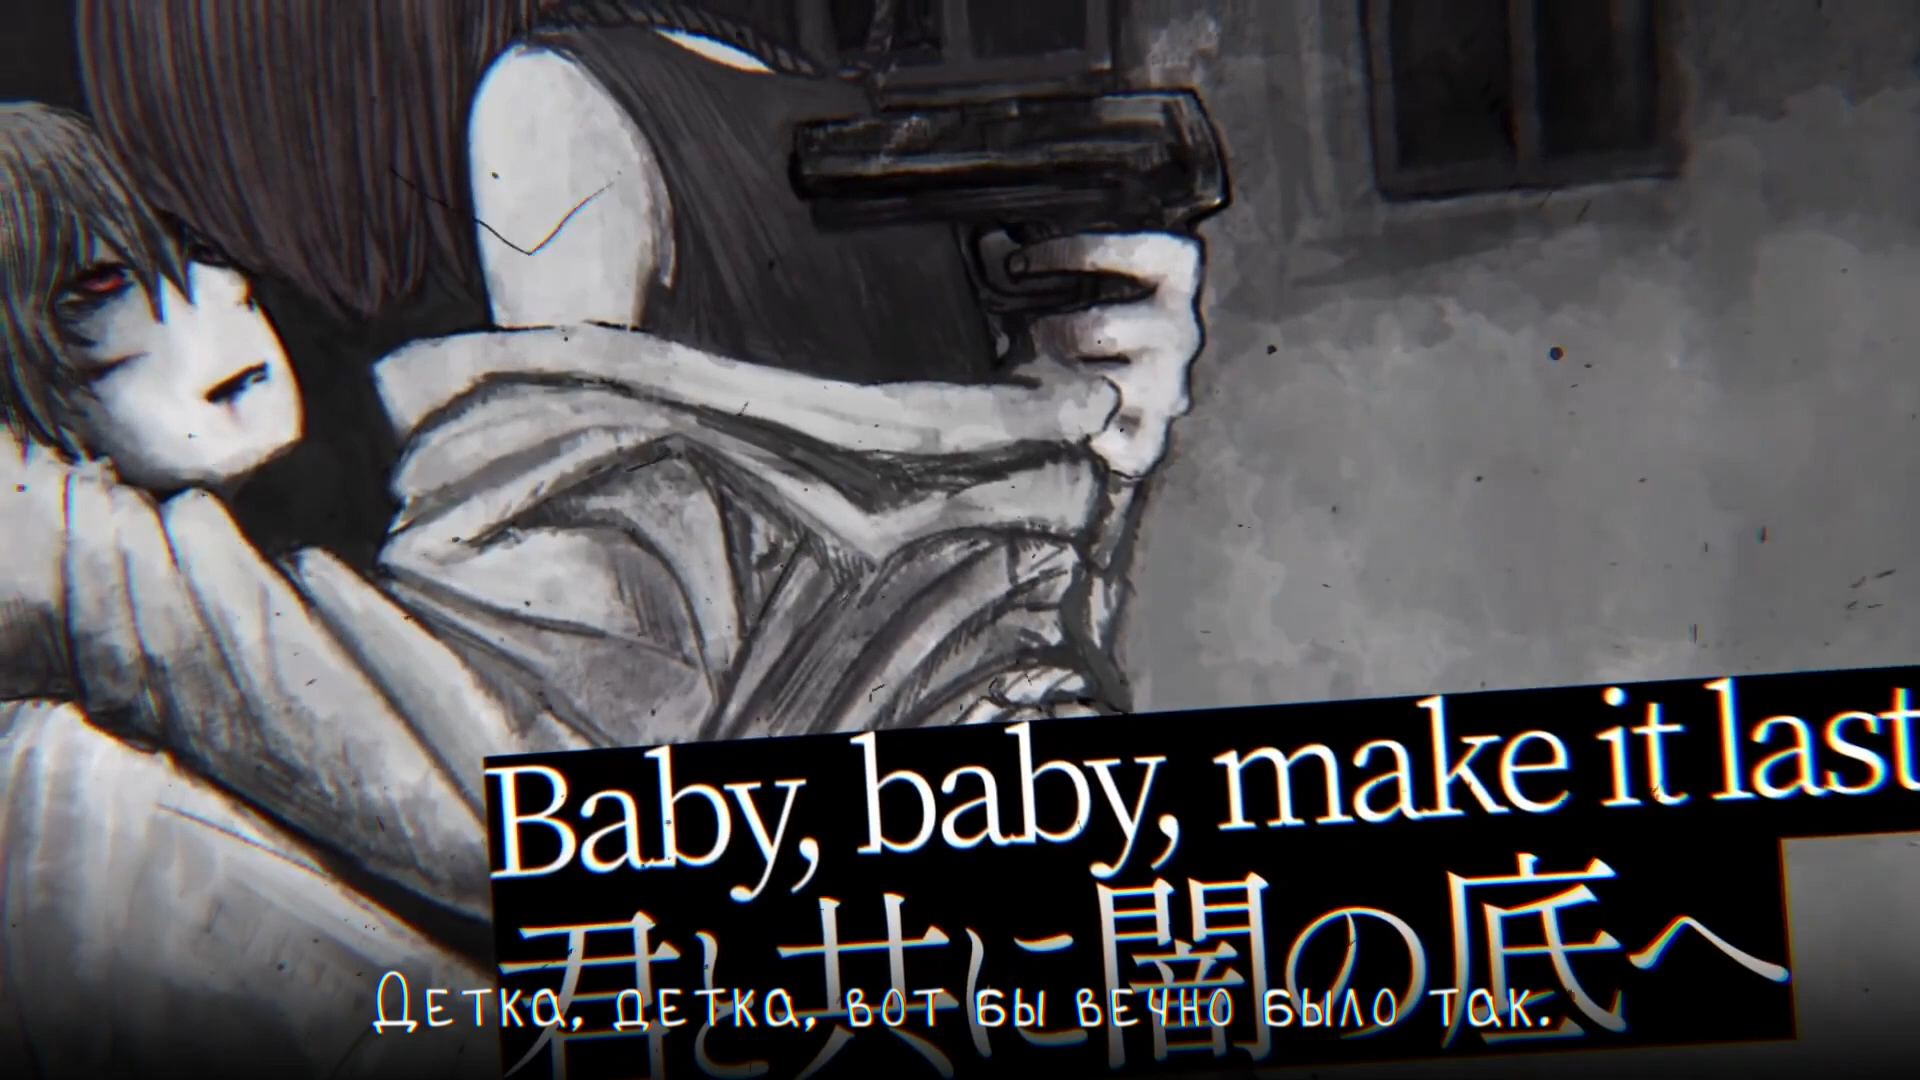 Baby, baby, make it last
君と共に闇の底へ
Детка, детка, вот бы вечно было так.